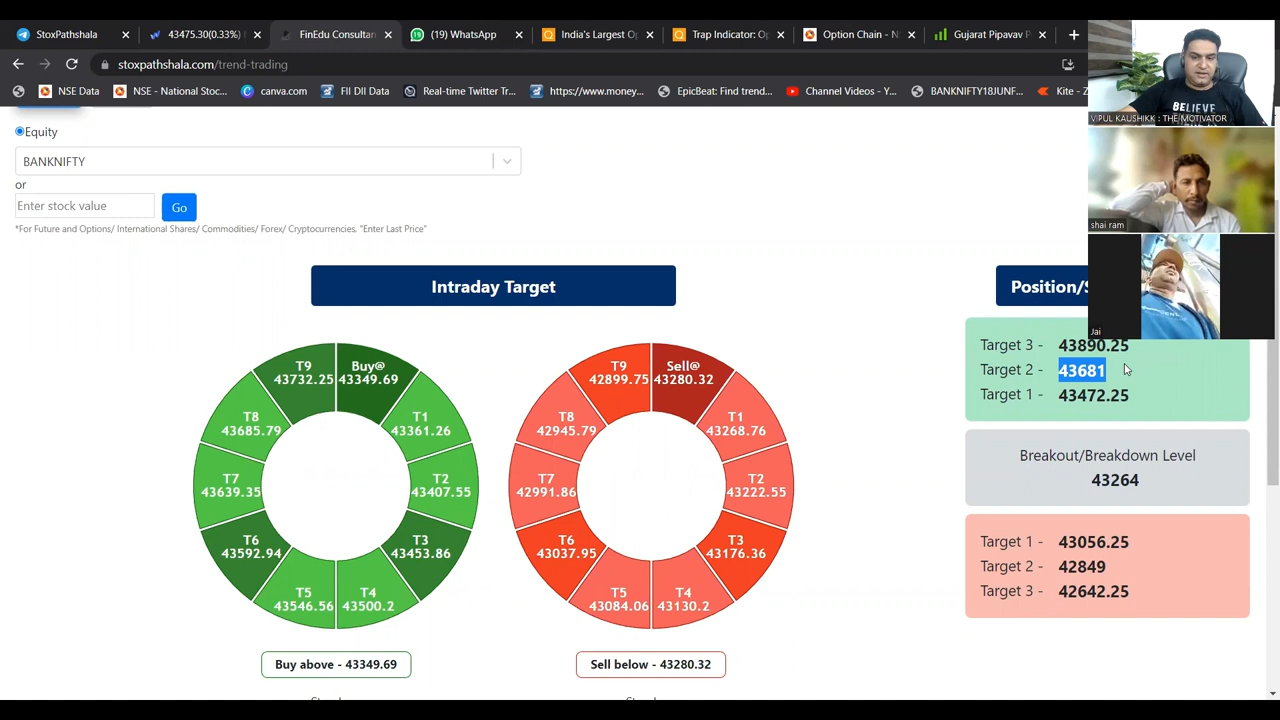 StoxPathshala
43475.30(0.33%)
FinEdu Consultan
(19) WhatsApp
India's Largest Op
Trap Indicator: Op
Option Chain - N
Gujarat Pipavav P
stoxpathshala.com/trend-trading
NSE Data
NSE - National Stoc...
canva.com
FII DII Data
Real-time Twitter Tr...
https://www.money...
EpicBeat: Find trend...
Channel Videos - Y...
BANKNIFTY18JUNF...
Kite - Z
VIPUL KAUSHIKK : THE MOTIVATOR
BELIEVE
shai ram
Jai
Equity
BANKNIFTY
or
Enter stock value
Go
*For Future and Options/ International Shares/ Commodities/ Forex/ Cryptocurrencies, "Enter Last Price"
Intraday Target
Position/S
T9
43732.25
Buy@
43349.69
T1
43361.26
T2
43407.55
T3
43453.86
T4
43500.2
T5
43546.56
T6
43592.94
T7
43639.35
T8
43685.79
Buy above - 43349.69
T9
42899.75
Sell@
43280.32
T1
43268.76
T2
43222.55
T3
43176.36
T4
43130.2
T5
43084.06
T6
43037.95
T7
42991.86
T8
42945.79
Sell below - 43280.32
Target 3 - 43890.25
Target 2 - 43681
Target 1 - 43472.25
Breakout/Breakdown Level
43264
Target 1 - 43056.25
Target 2 - 42849
Target 3 - 42642.25